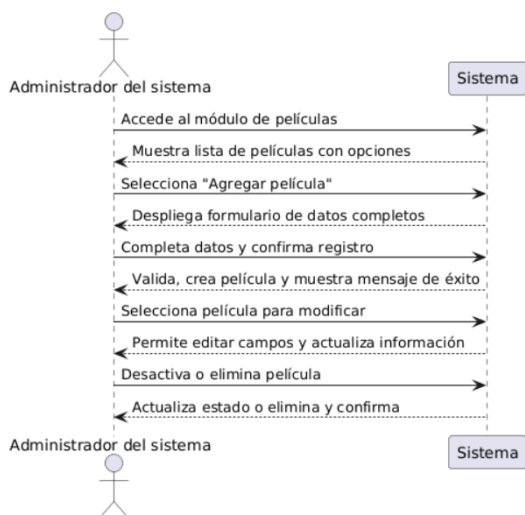 Administrador del sistema
Sistema
Accede al módulo de películas
Muestra lista de películas con opciones
Selecciona "Agregar película"
Despliega formulario de datos completos
Completa datos y confirma registro
Valida, crea película y muestra mensaje de éxito
Selecciona película para modificar
Permite editar campos y actualiza información
Desactiva o elimina película
Actualiza estado o elimina y confirma
Administrador del sistema
Sistema